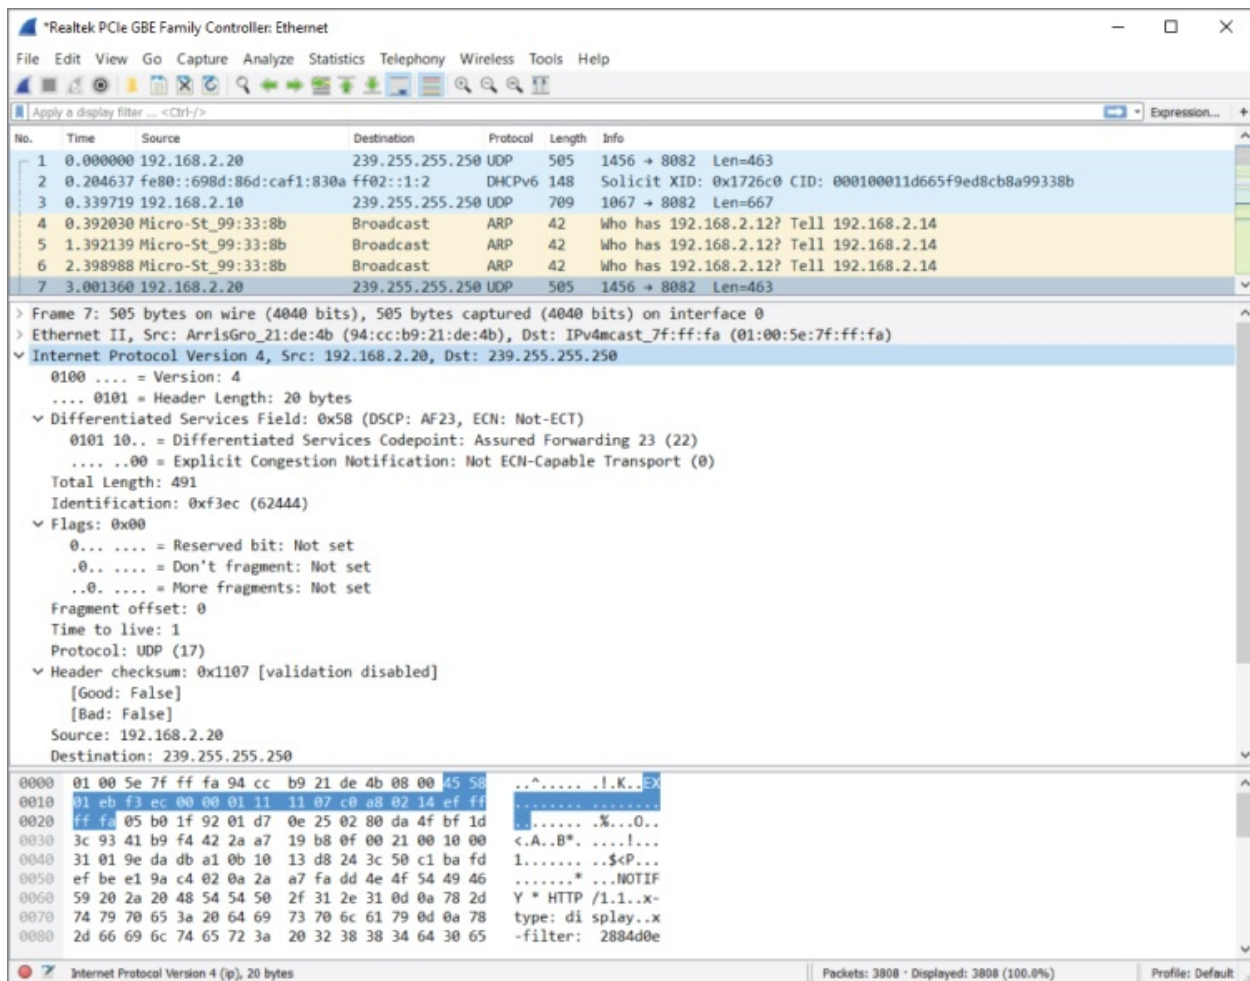 *Realtek PCIe GBE Family Controller: Ethernet
File Edit View Go Capture Analyze Statistics Telephony Wireless Tools Help
Apply a display filter ... <Ctrl-/> Expression... +
No. Time Source Destination Protocol Length Info
1 0.000000 192.168.2.20 239.255.255.250 UDP 505 1456 → 8082 Len=463
2 0.204637 fe80::698d:86d:caf1:830a ff02::1:2 DHCPv6 148 Solicit XID: 0x1726c0 CID: 000100011d665f9ed8cb8a99338b
3 0.339719 192.168.2.10 239.255.255.250 UDP 709 1067 → 8082 Len=667
4 0.392030 Micro-St_99:33:8b Broadcast ARP 42 Who has 192.168.2.12? Tell 192.168.2.14
5 1.392139 Micro-St_99:33:8b Broadcast ARP 42 Who has 192.168.2.12? Tell 192.168.2.14
6 2.398988 Micro-St_99:33:8b Broadcast ARP 42 Who has 192.168.2.12? Tell 192.168.2.14
7 3.001360 192.168.2.20 239.255.255.250 UDP 505 1456 → 8082 Len=463
Frame 7: 505 bytes on wire (4040 bits), 505 bytes captured (4040 bits) on interface 0
Ethernet II, Src: ArrisGro_21:de:4b (94:cc:b9:21:de:4b), Dst: IPv4mcast_7f:ff:fa (01:00:5e:7f:ff:fa)
Internet Protocol Version 4, Src: 192.168.2.20, Dst: 239.255.255.250
0100 .... = Version: 4
.... 0101 = Header Length: 20 bytes
Differentiated Services Field: 0x58 (DSCP: AF23, ECN: Not-ECT)
0101 10.. = Differentiated Services Codepoint: Assured Forwarding 23 (22)
.... ..00 = Explicit Congestion Notification: Not ECN-Capable Transport (0)
Total Length: 491
Identification: 0xf3ec (62444)
Flags: 0x00
0... .... = Reserved bit: Not set
.0.. .... = Don't fragment: Not set
..0. .... = More fragments: Not set
Fragment offset: 0
Time to live: 1
Protocol: UDP (17)
Header checksum: 0x1107 [validation disabled]
[Good: False]
[Bad: False]
Source: 192.168.2.20
Destination: 239.255.255.250
0000 01 00 5e 7f ff fa 94 cc b9 21 de 4b 08 00 45 58 ..^..... .!.K..EX
0010 01 eb f3 ec 00 00 01 11 11 07 c0 a8 02 14 ef ff ........ ........
0020 ff fa 05 b0 1f 92 01 d7 0e 25 02 80 da 4f bf 1d ........ .%...O..
0030 3c 93 41 b9 f4 42 2a a7 19 b8 0f 00 21 00 10 00 <.A..B*. ....!...
0040 31 01 9e da db a1 0b 10 13 d8 24 3c 50 c1 ba fd 1....... ..$<P...
0050 ef be e1 9a c4 02 0a 2a a7 fa dd 4e 4f 54 49 46 .......* ...NOTIF
0060 59 20 2a 20 48 54 54 50 2f 31 2e 31 0d 0a 78 2d Y * HTTP /1.1..x-
0070 74 79 70 65 3a 20 64 69 73 70 6c 61 79 0d 0a 78 type: di splay..x
0080 2d 66 69 6c 74 65 72 3a 20 32 38 38 34 64 30 65 -filter: 2884d0e
Internet Protocol Version 4 (ip), 20 bytes Packets: 3808 · Displayed: 3808 (100.0%) Profile: Default